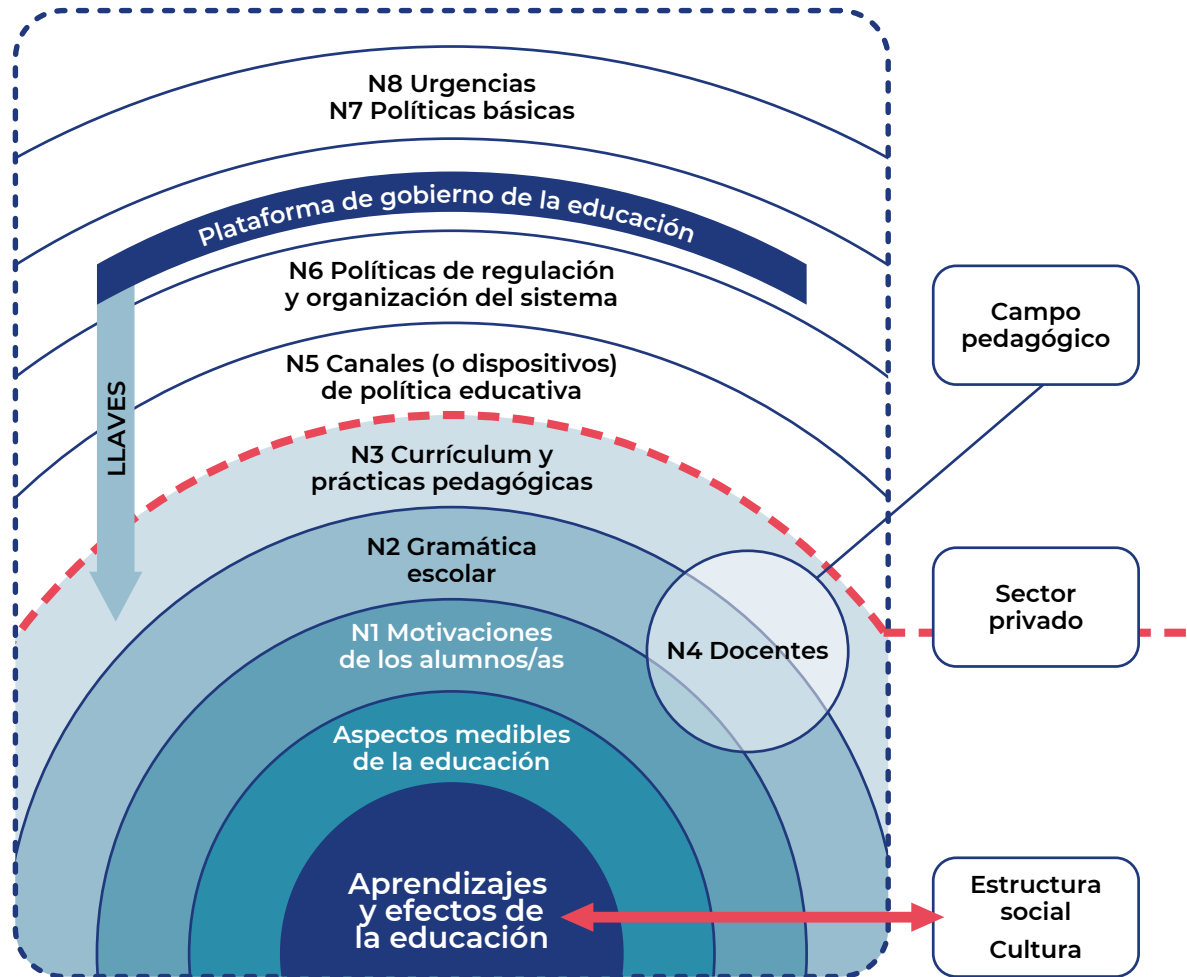 N8 Urgencias
N7 Políticas básicas
Plataforma de gobierno de la educación
N6 Políticas de regulación
y organización del sistema
Campo
pedagógico
N5 Canales (o dispositivos)
de política educativa
LLAVES
N3 Currículum y
prácticas pedagógicas
N2 Gramática
escolar
Sector
privado
N1 Motivaciones
de los alumnos/as
N4 Docentes
Aspectos medibles
de la educación
Aprendizajes
y efectos de
la educación
Estructura
social
Cultura